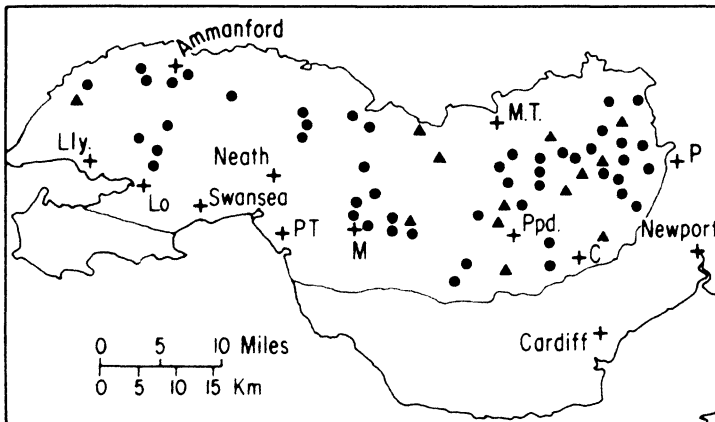 Ammanford
M.T.
Lly.
Neath
P
Lo
Swansea
PT
M
Ppd.
C
Newport
Cardiff
0 5 10 Miles
0 5 10 15 Km